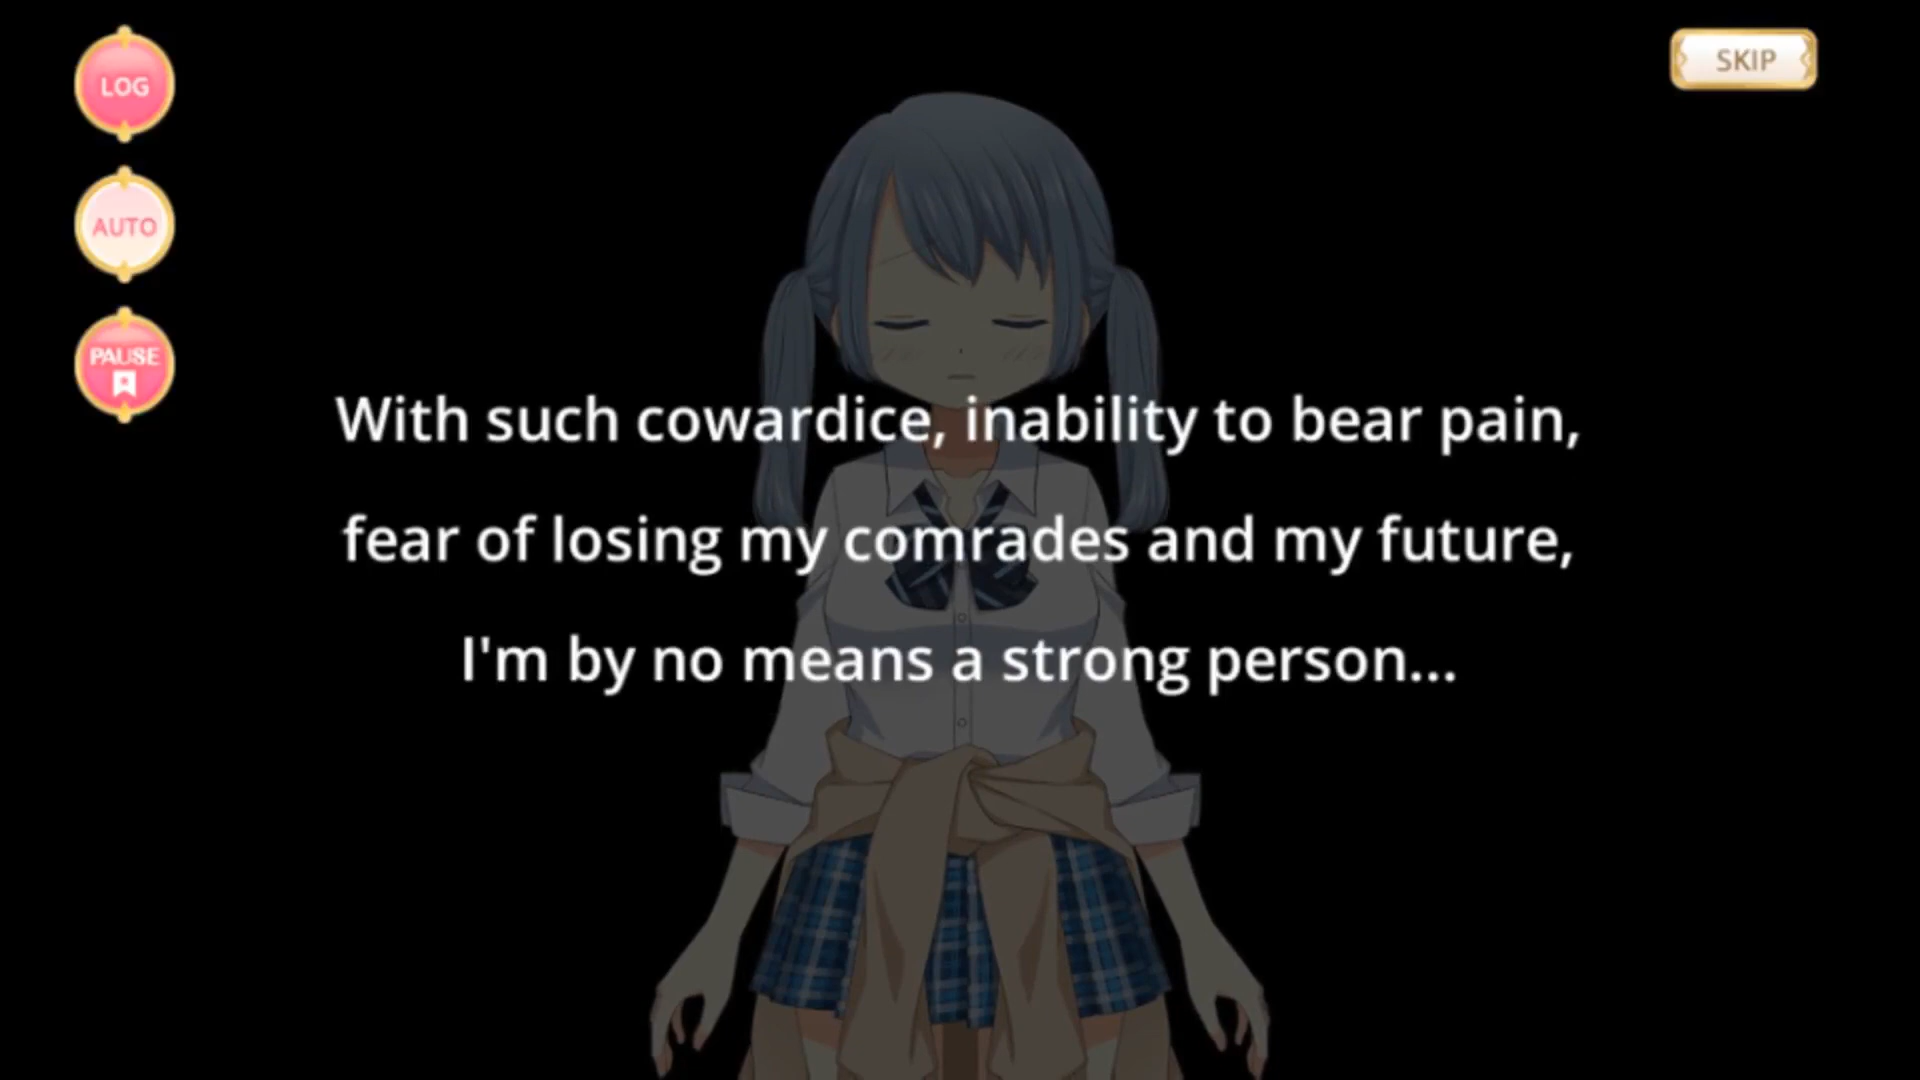 LOG
SKIP
AUTO
PAUSE
With such cowardice, inability to bear pain,
fear of losing my comrades and my future,
I'm by no means a strong person...